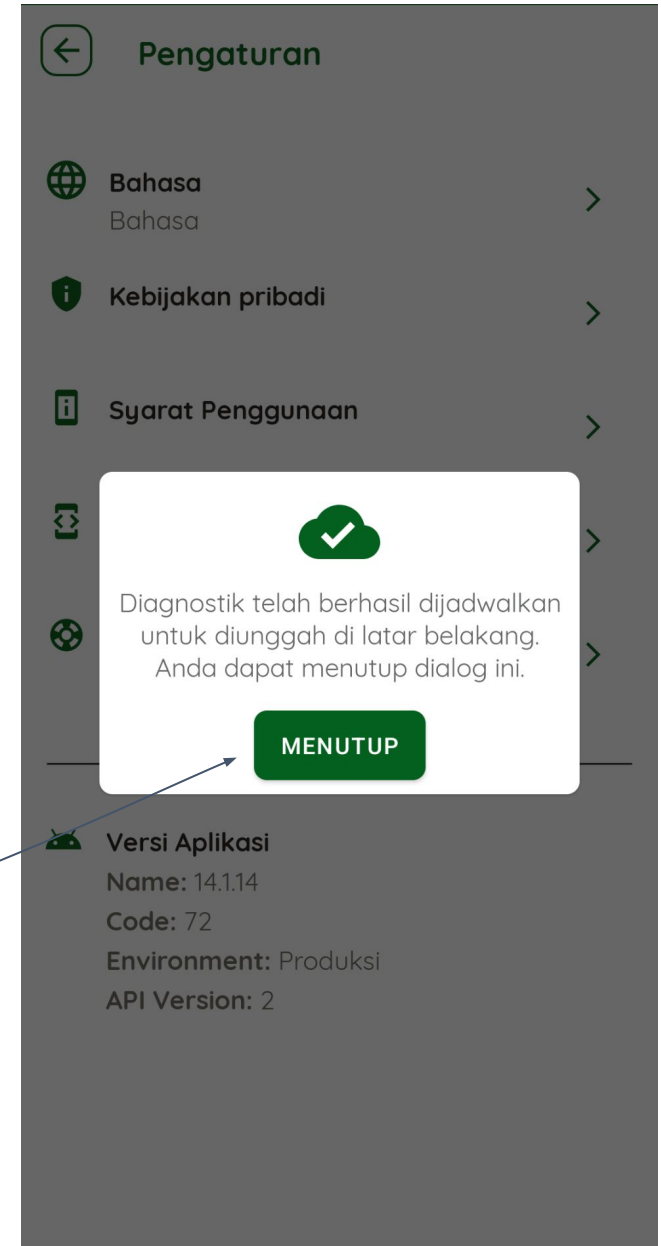 Pengaturan
Bahasa
Bahasa
Kebijakan pribadi
Syarat Penggunaan
Diagnostik telah berhasil dijadwalkan
untuk diunggah di latar belakang.
Anda dapat menutup dialog ini.
MENUTUP
Versi Aplikasi
Name: 14.1.14
Code: 72
Environment: Produksi
API Version: 2